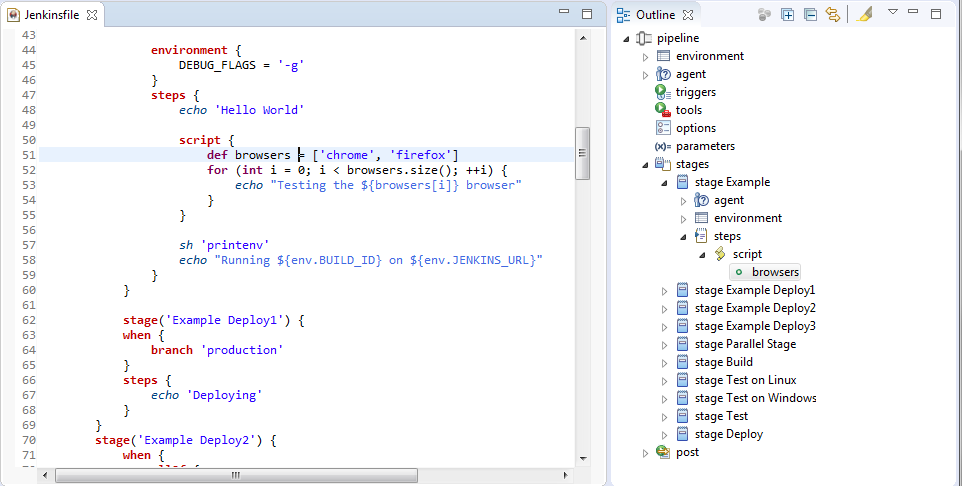 Jenkinsfile
43
44 environment {
45 DEBUG_FLAGS = '-g'
46 }
47 steps {
48 echo 'Hello World'
49
50 script {
51 def browsers = ['chrome', 'firefox']
52 for (int i = 0; i < browsers.size(); ++i) {
53 echo "Testing the ${browsers[i]} browser"
54 }
55 }
56
57 sh 'printenv'
58 echo "Running ${env.BUILD_ID} on ${env.JENKINS_URL}"
59 }
60 }
61
62 stage('Example Deploy1') {
63 when {
64 branch 'production'
65 }
66 steps {
67 echo 'Deploying'
68 }
69 }
70 stage('Example Deploy2') {
71 when {
Outline
pipeline
environment
agent
triggers
tools
options
(x)= parameters
stages
stage Example
agent
environment
steps
script
browsers
stage Example Deploy1
stage Example Deploy2
stage Example Deploy3
stage Parallel Stage
stage Build
stage Test on Linux
stage Test on Windows
stage Test
stage Deploy
post